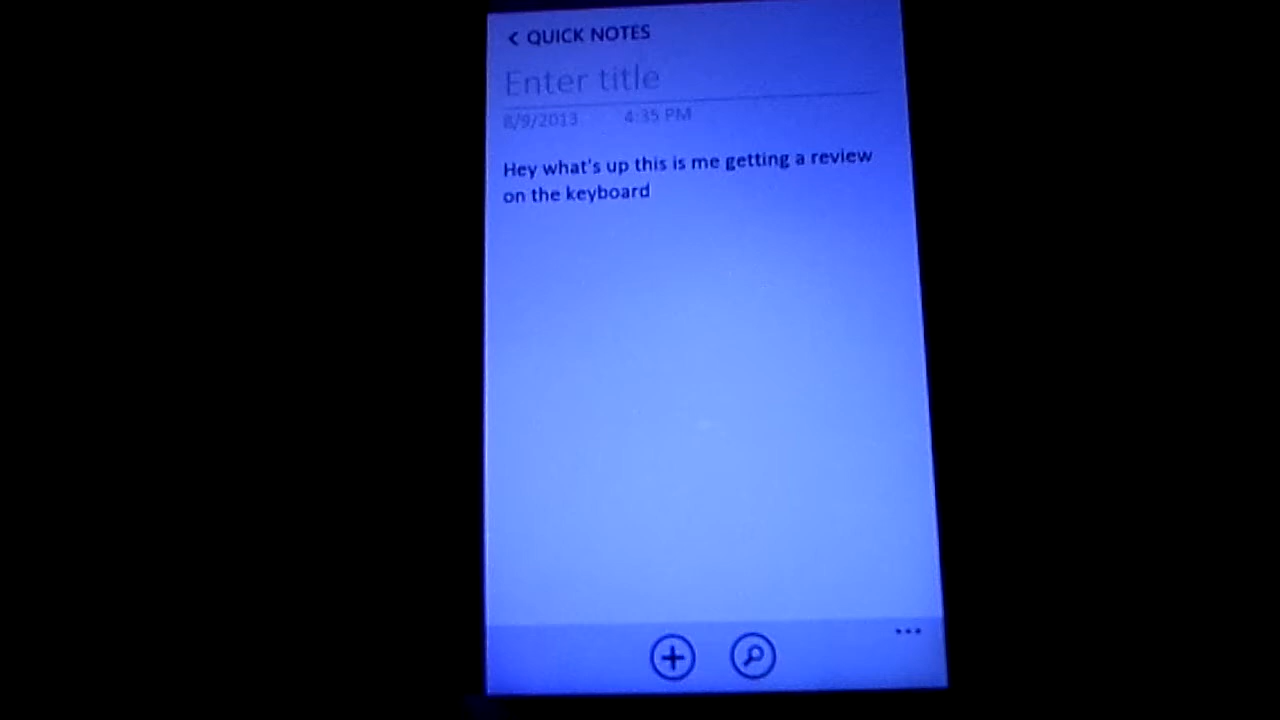 < QUICK NOTES
Enter title
8/9/2013 4:35 PM
Hey what's up this is me getting a review
on the keyboard